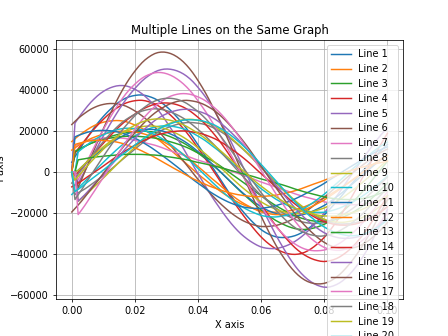 Multiple Lines on the Same Graph
60000
40000
20000
0
−20000
−40000
−60000
0.00
0.02
0.04
0.06
X axis
Line 1
Line 2
Line 3
Line 4
Line 5
Line 6
Line 7
Line 8
Line 9
Line 10
Line 11
Line 12
Line 13
Line 14
Line 15
Line 16
Line 17
Line 18
Line 19
Line 20